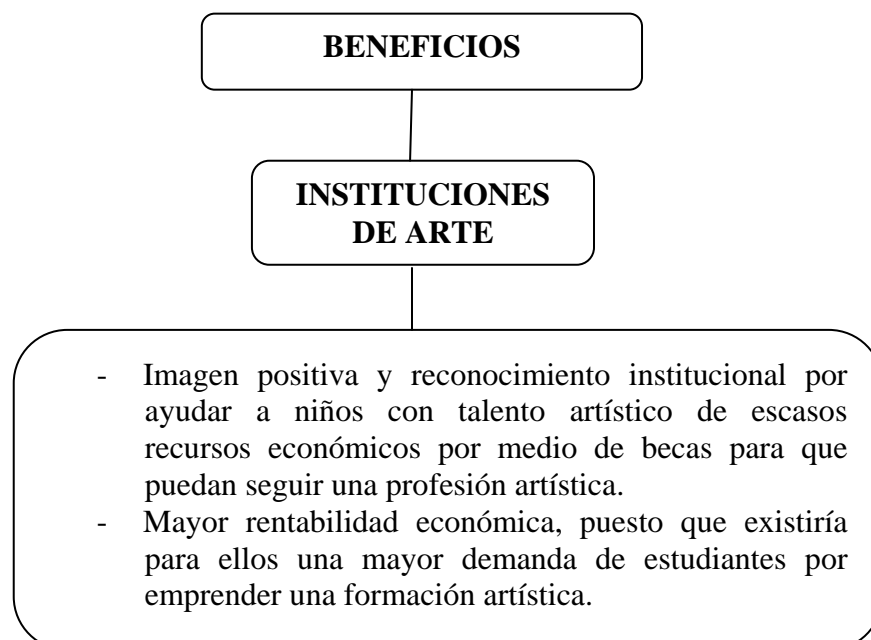 BENEFICIOS
INSTITUCIONES
DE ARTE
- Imagen positiva y reconocimiento institucional por
ayudar a niños con talento artístico de escasos
recursos económicos por medio de becas para que
puedan seguir una profesión artística.
- Mayor rentabilidad económica, puesto que existiría
para ellos una mayor demanda de estudiantes por
emprender una formación artística.